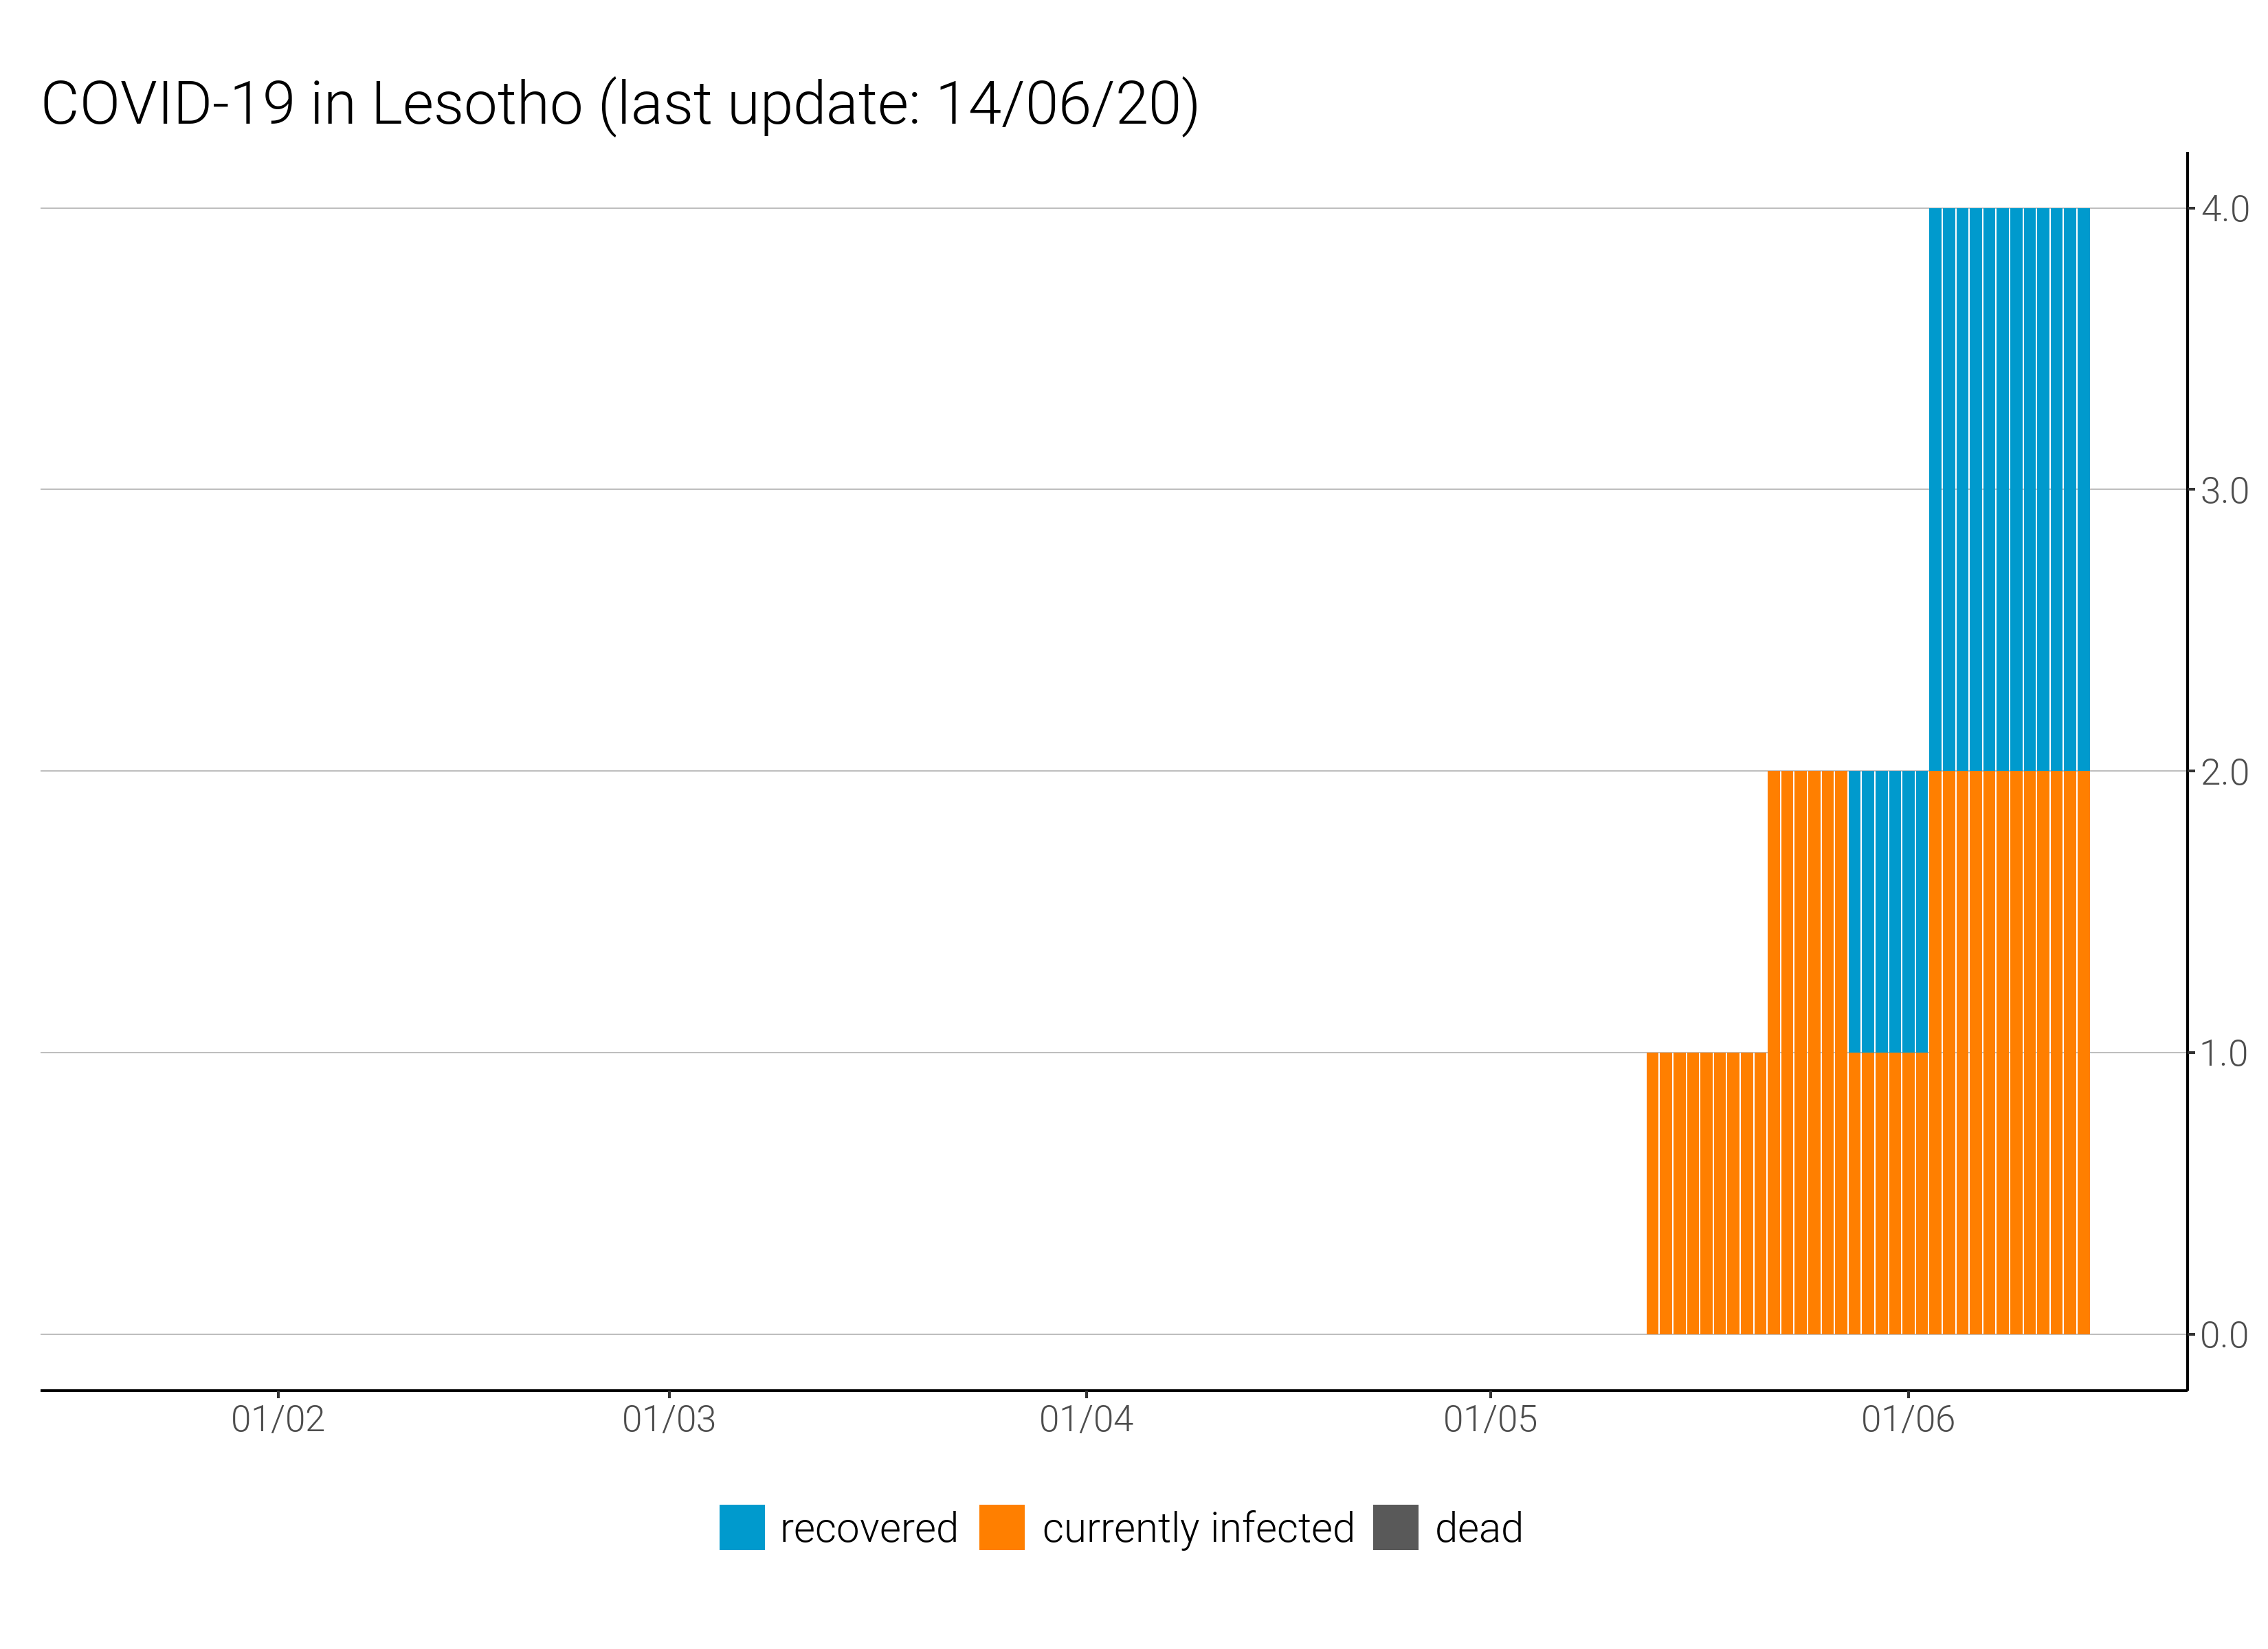 COVID-19 in Lesotho (last update: 14/06/20)
4.0
3.0
2.0
1.0
0.0
01/02 01/03 01/04 01/05 01/06
recovered currently infected dead